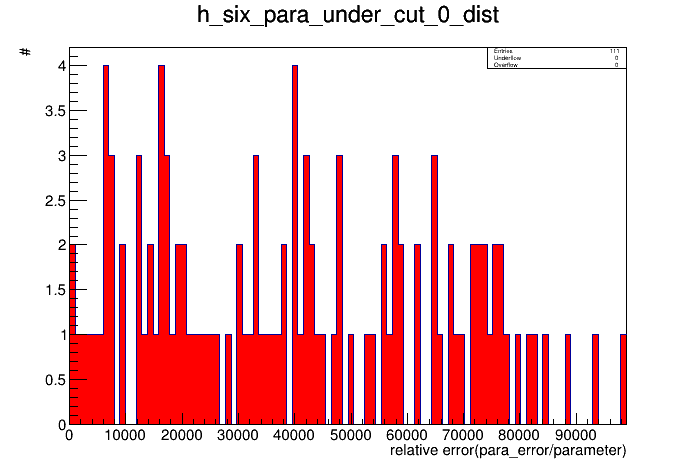 h_six_para_under_cut_0_dist
#
Entries 111
Underflow 0
Overflow 0
4
3.5
3
2.5
2
1.5
1
0.5
0
0 10000 20000 30000 40000 50000 60000 70000 80000 90000
relative error(para_error/parameter)